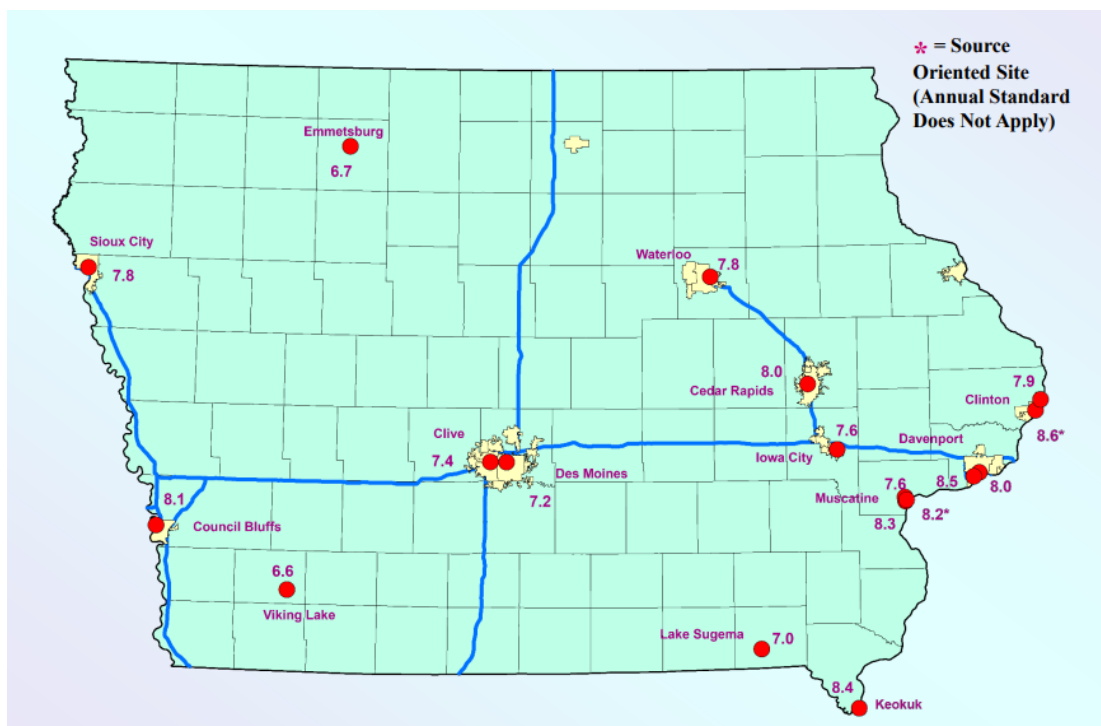 * = Source
Oriented Site
(Annual Standard
Does Not Apply)
Emmetsburg
6.7
Sioux City
7.8
Waterloo
7.8
8.0
Cedar Rapids
7.9
Clinton
8.6*
Clive
7.4
Des Moines
7.2
7.6
Iowa City
Davenport
8.5
8.0
7.6
Muscatine
8.3
8.2*
8.1
Council Bluffs
6.6
Viking Lake
Lake Sugema
7.0
8.4
Keokuk